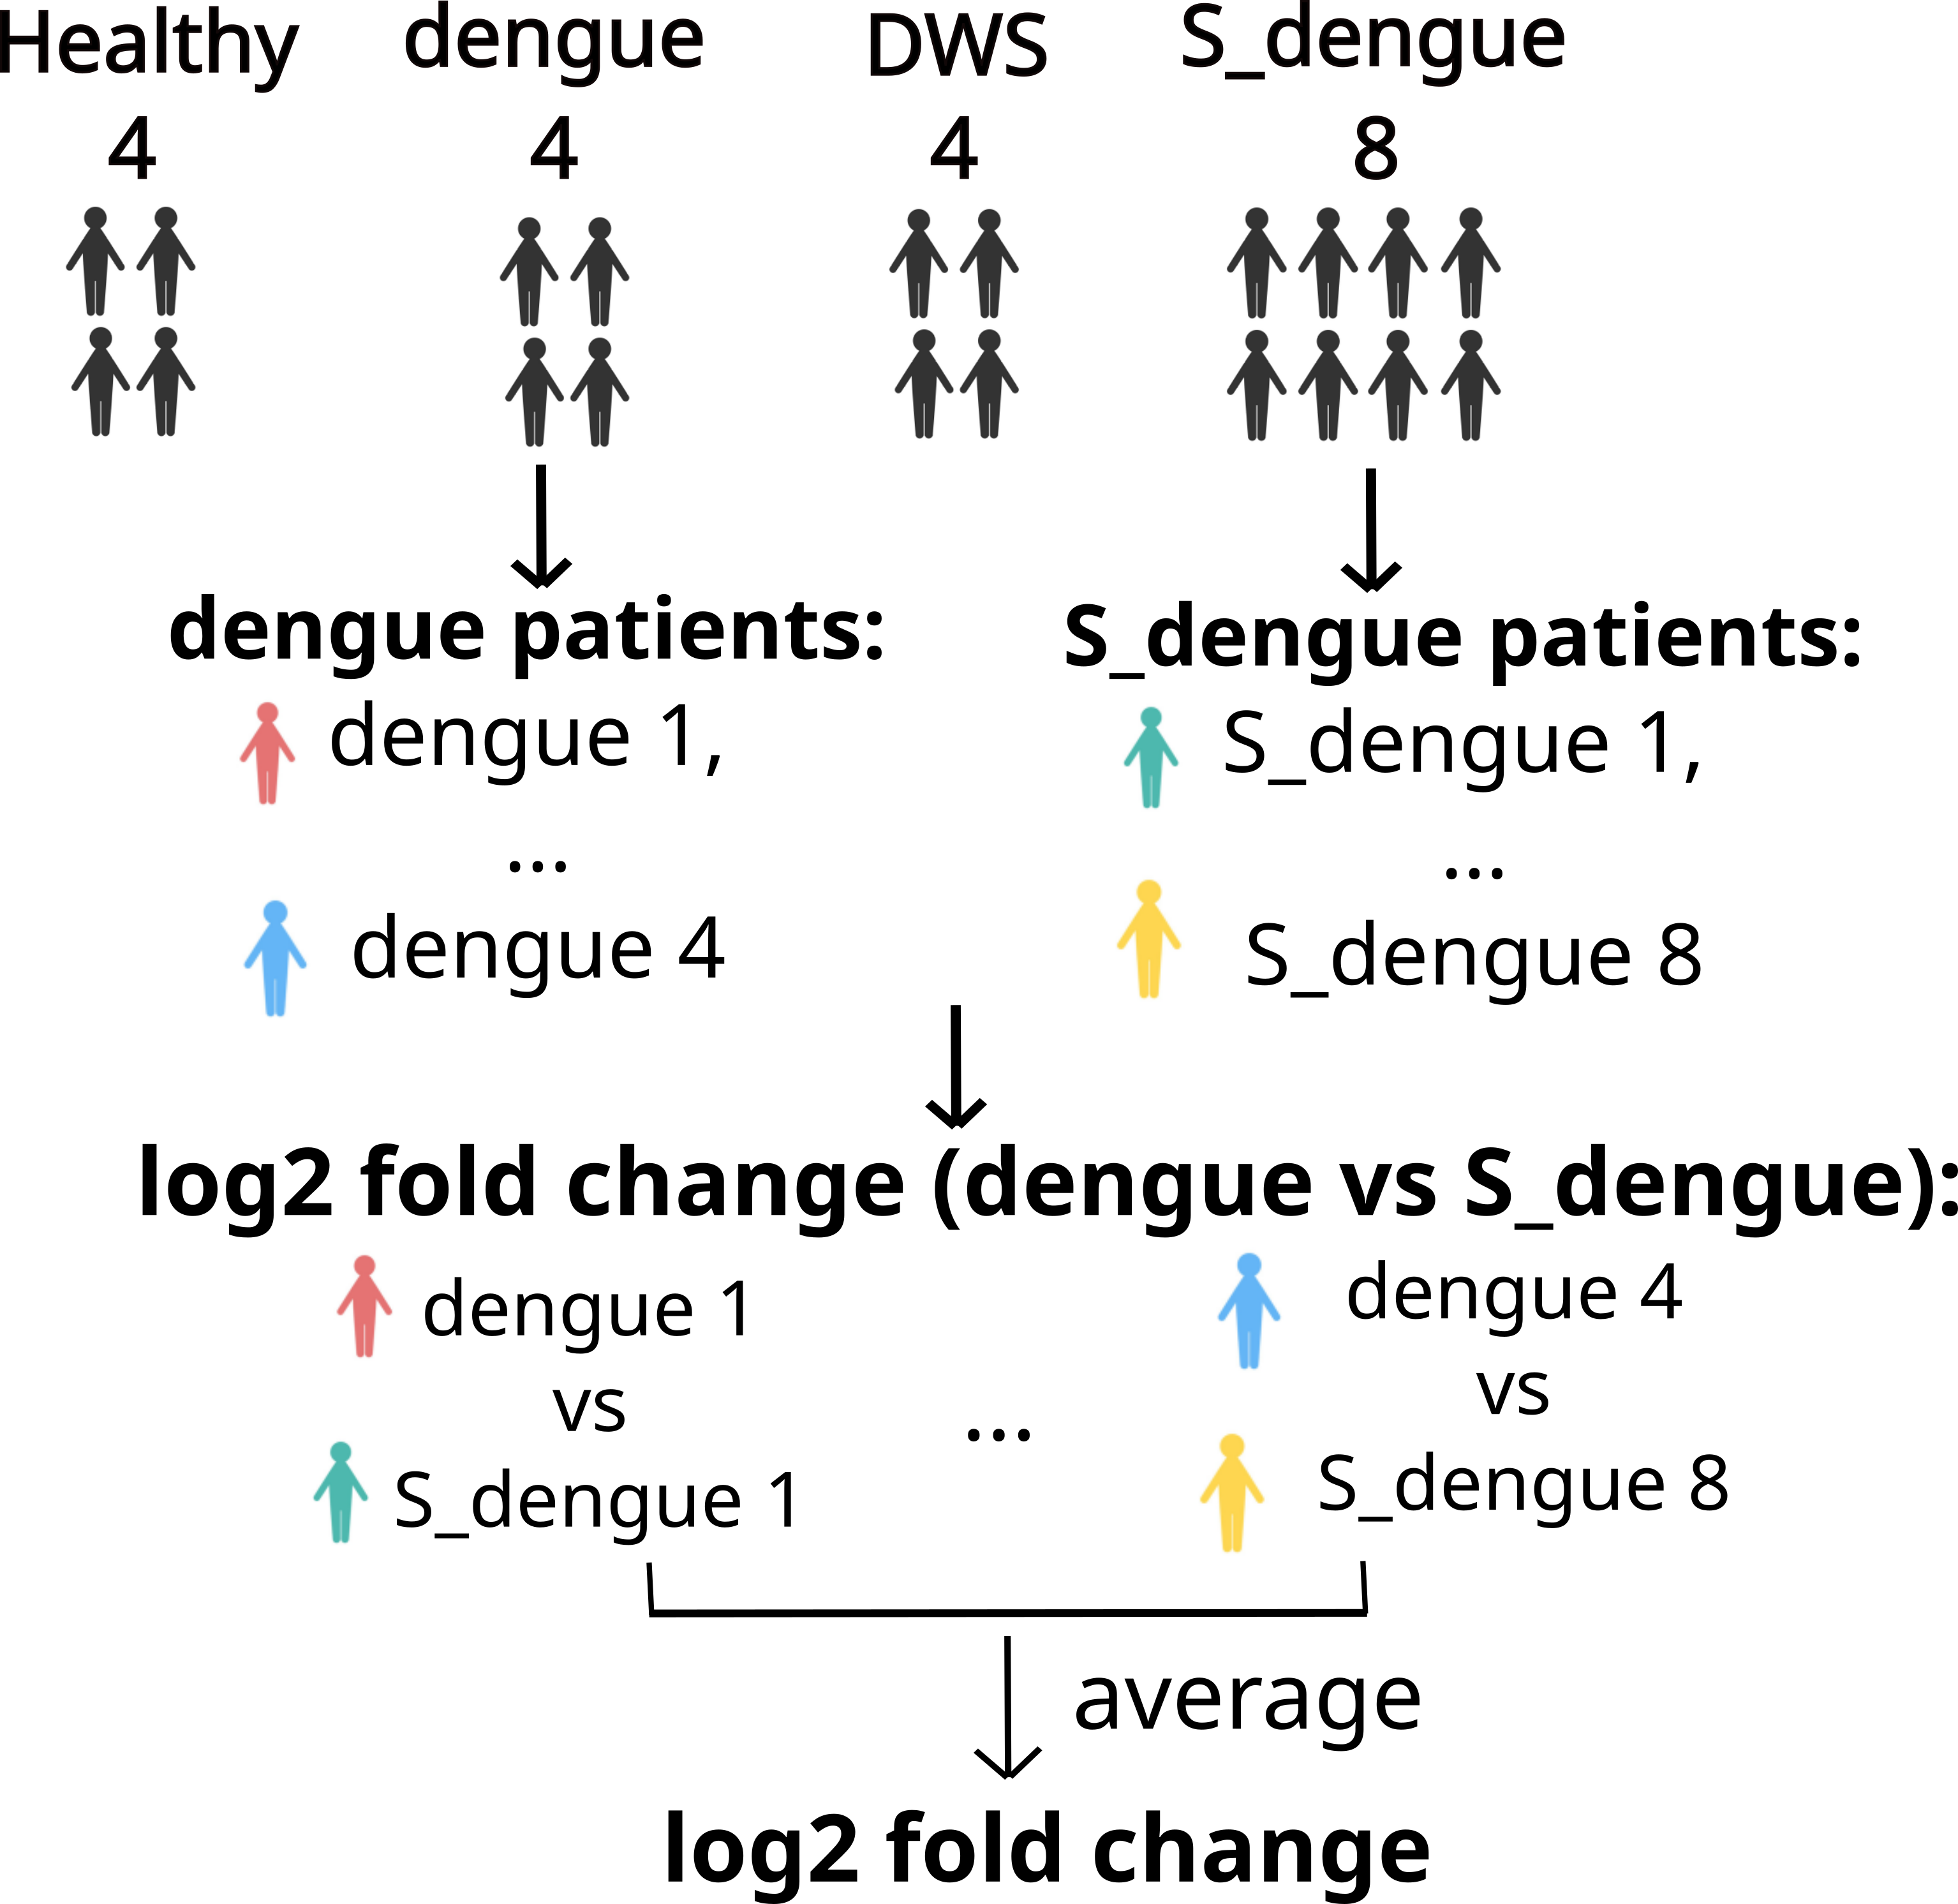 Healthy dengue DWS S_dengue
4 4 4 8
dengue patients: S_dengue patients:
dengue 1, S_dengue 1,
... ...
dengue 4 S_dengue 8
log2 fold change (dengue vs S_dengue):
dengue 1 dengue 4
vs vs
...
S_dengue 1 S_dengue 8
average
log2 fold change